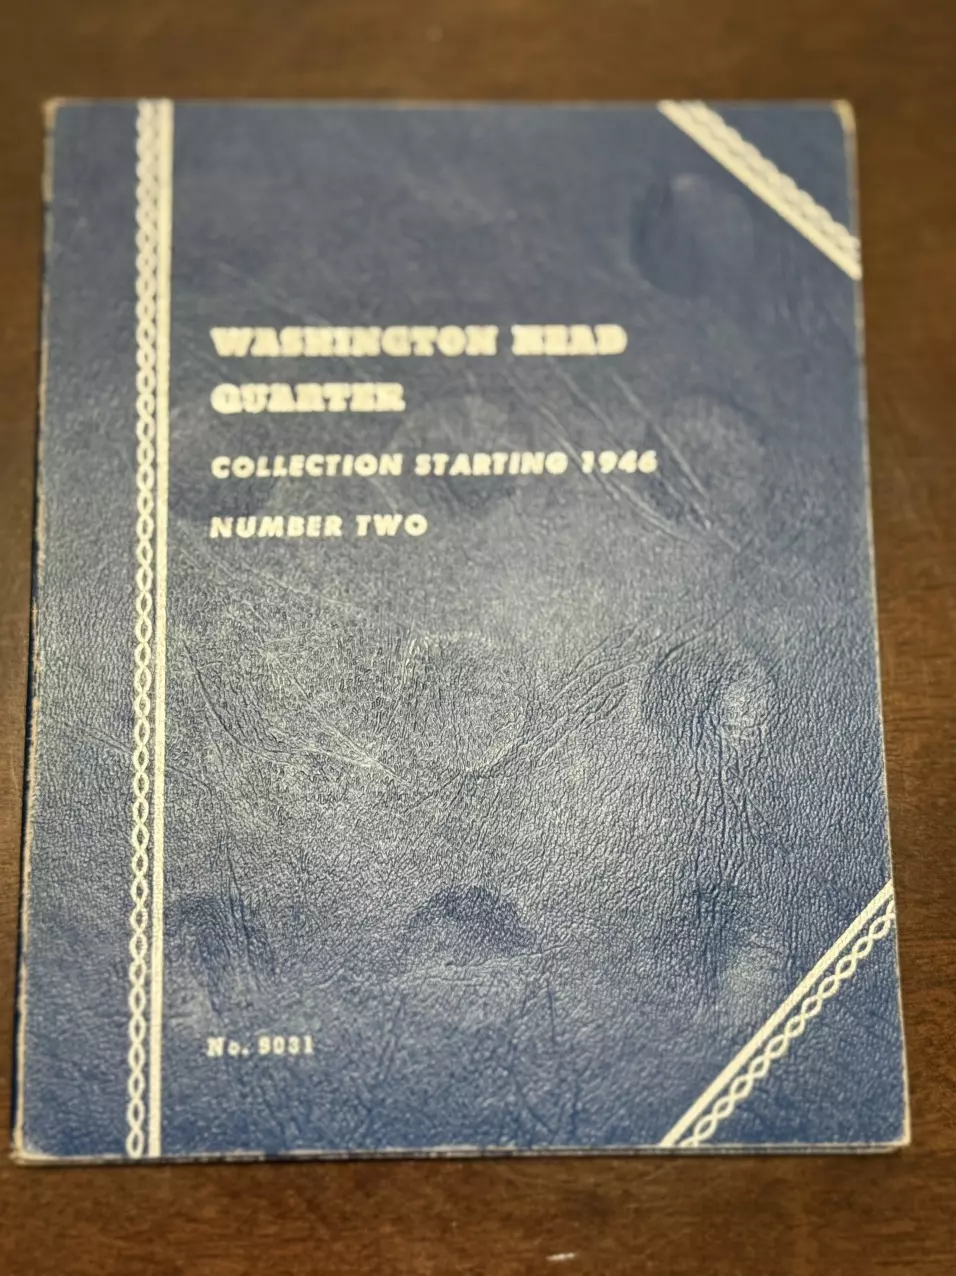 WASHINGTON HEAD
QUARTER
COLLECTION STARTING 1946
NUMBER TWO
No. 9031